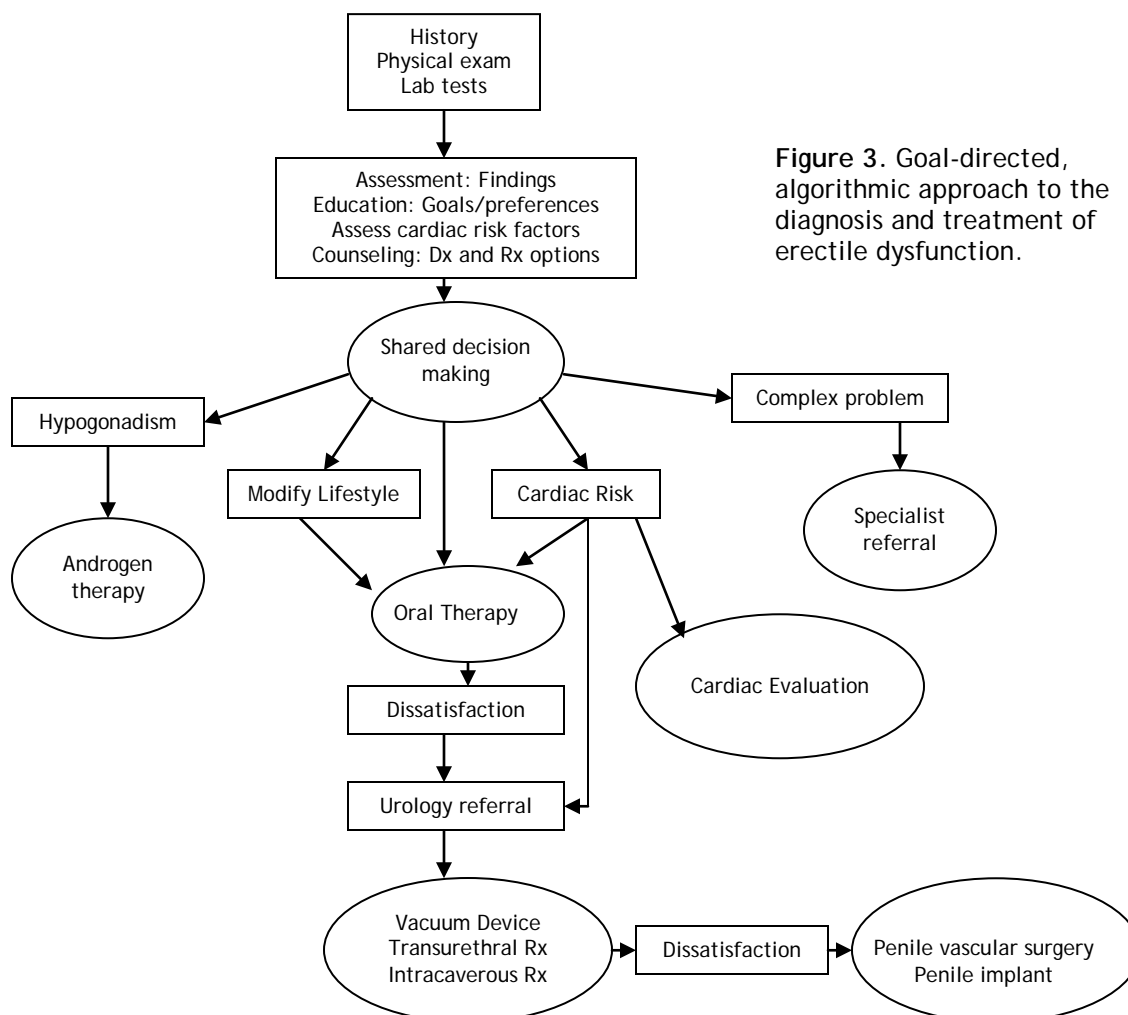 History
Physical exam
Lab tests
Figure 3. Goal-directed,
algorithmic approach to the
diagnosis and treatment of
erectile dysfunction.
Assessment: Findings
Education: Goals/preferences
Assess cardiac risk factors
Counseling: Dx and Rx options
Shared decision
making
Hypogonadism
Complex problem
Modify Lifestyle
Cardiac Risk
Androgen
therapy
Specialist
referral
Oral Therapy
Cardiac Evaluation
Dissatisfaction
Urology referral
Vacuum Device
Transurethral Rx
Intracaverous Rx
Dissatisfaction
Penile vascular surgery
Penile implant